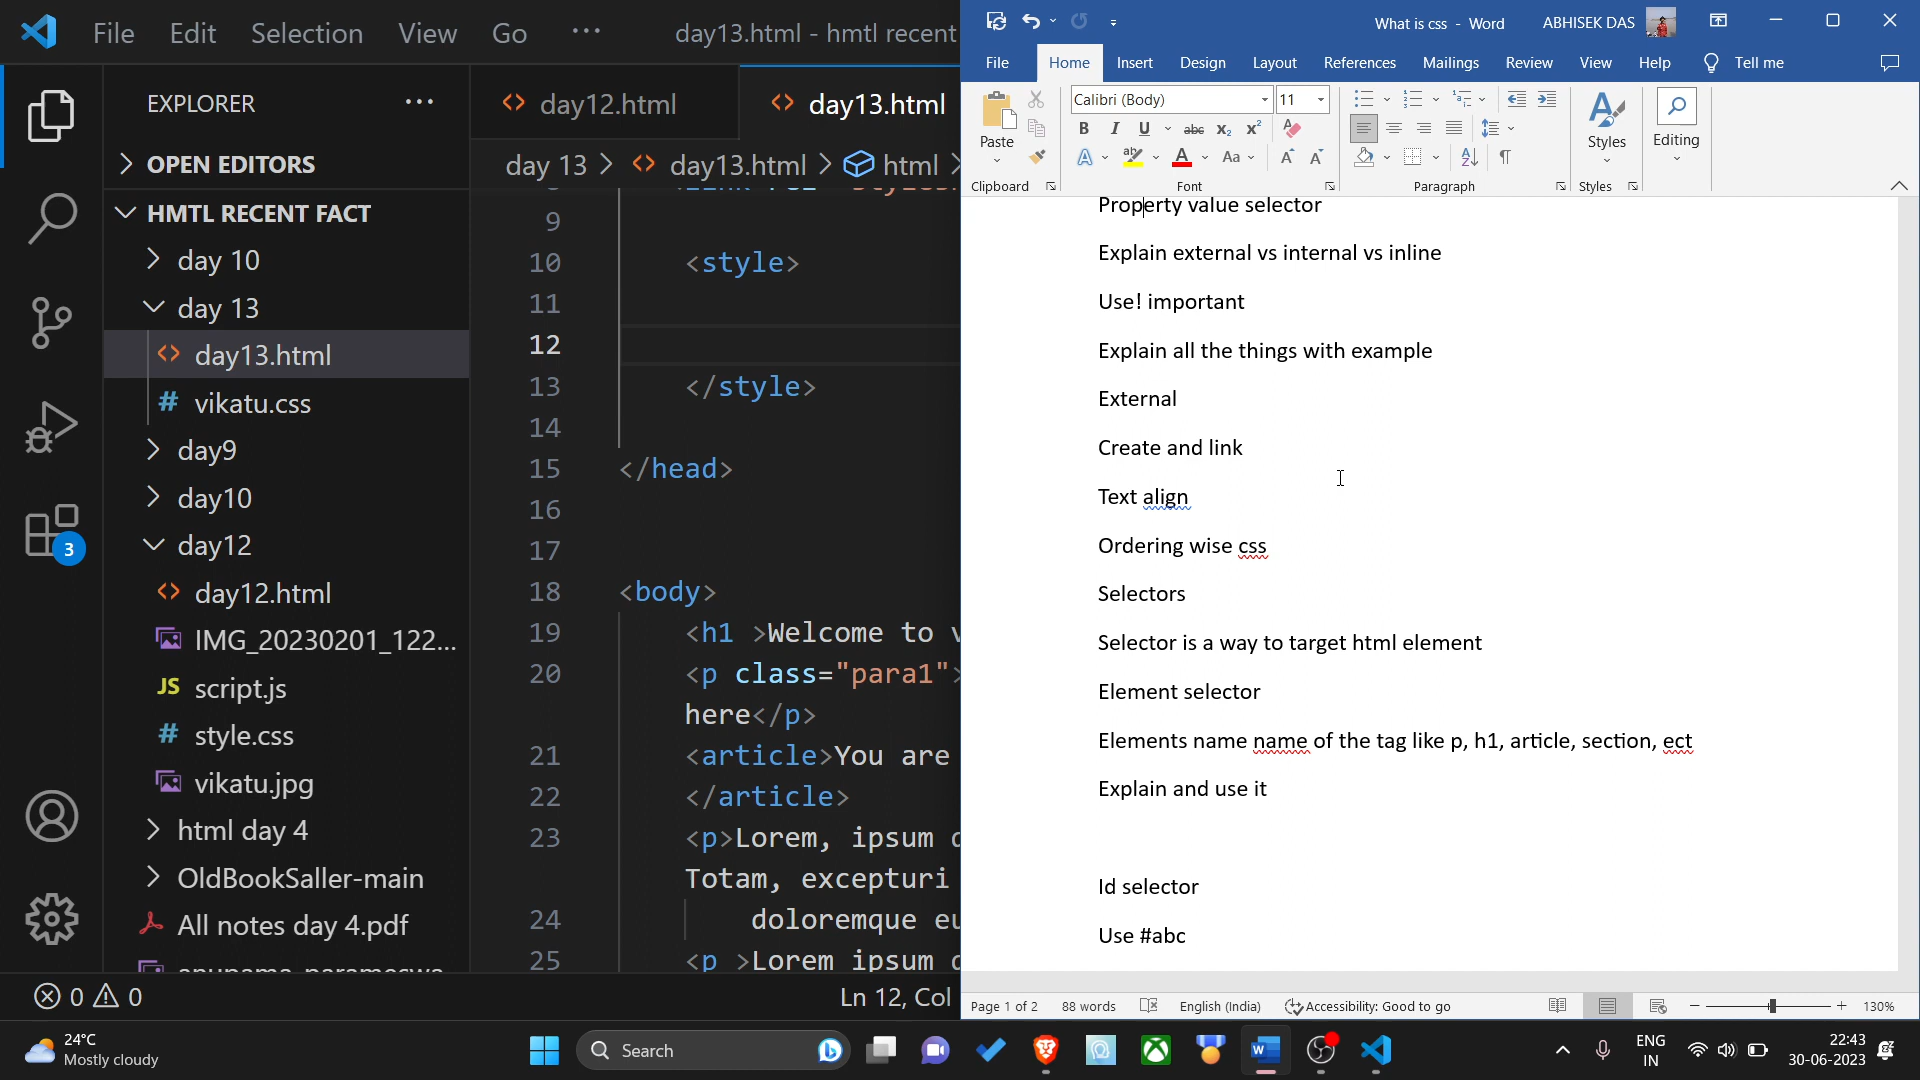 File Edit Selection View Go ··· day13.html - hmtl recent
EXPLORER ···
OPEN EDITORS
HMTL RECENT FACT
day 10
day 13
day13.html
vikatu.css
day9
day10
day12
day12.html
IMG_20230201_122...
JS script.js
style.css
vikatu.jpg
html day 4
OldBookSaller-main
All notes day 4.pdf
3
day12.html day13.html
day 13 > day13.html > html >
9
10 <style>
11
12
13 </style>
14
15 </head>
16
17
18 <body>
19 <h1 >Welcome to
20 <p class="para1">
here</p>
21 <article>You are
22 </article>
23 <p>Lorem, ipsum
Totam, excepturi
24 doloremque
25 <p >Lorem ipsum
0 0 Ln 12, Col
What is css - Word ABHISEK DAS
File Home Insert Design Layout References Mailings Review View Help Tell me
Paste
Clipboard
Calibri (Body) 11
B I U abc X₂ X²
A A Aa A A
Font
Paragraph
Styles
Styles
Editing
Property value selector
Explain external vs internal vs inline
Use! important
Explain all the things with example
External
Create and link
Text align
Ordering wise css
Selectors
Selector is a way to target html element
Element selector
Elements name name of the tag like p, h1, article, section, ect
Explain and use it
Id selector
Use #abc
Page 1 of 2 88 words English (India) Accessibility: Good to go 130%
24°C
Mostly cloudy
Search
ENG
IN
22:43
30-06-2023